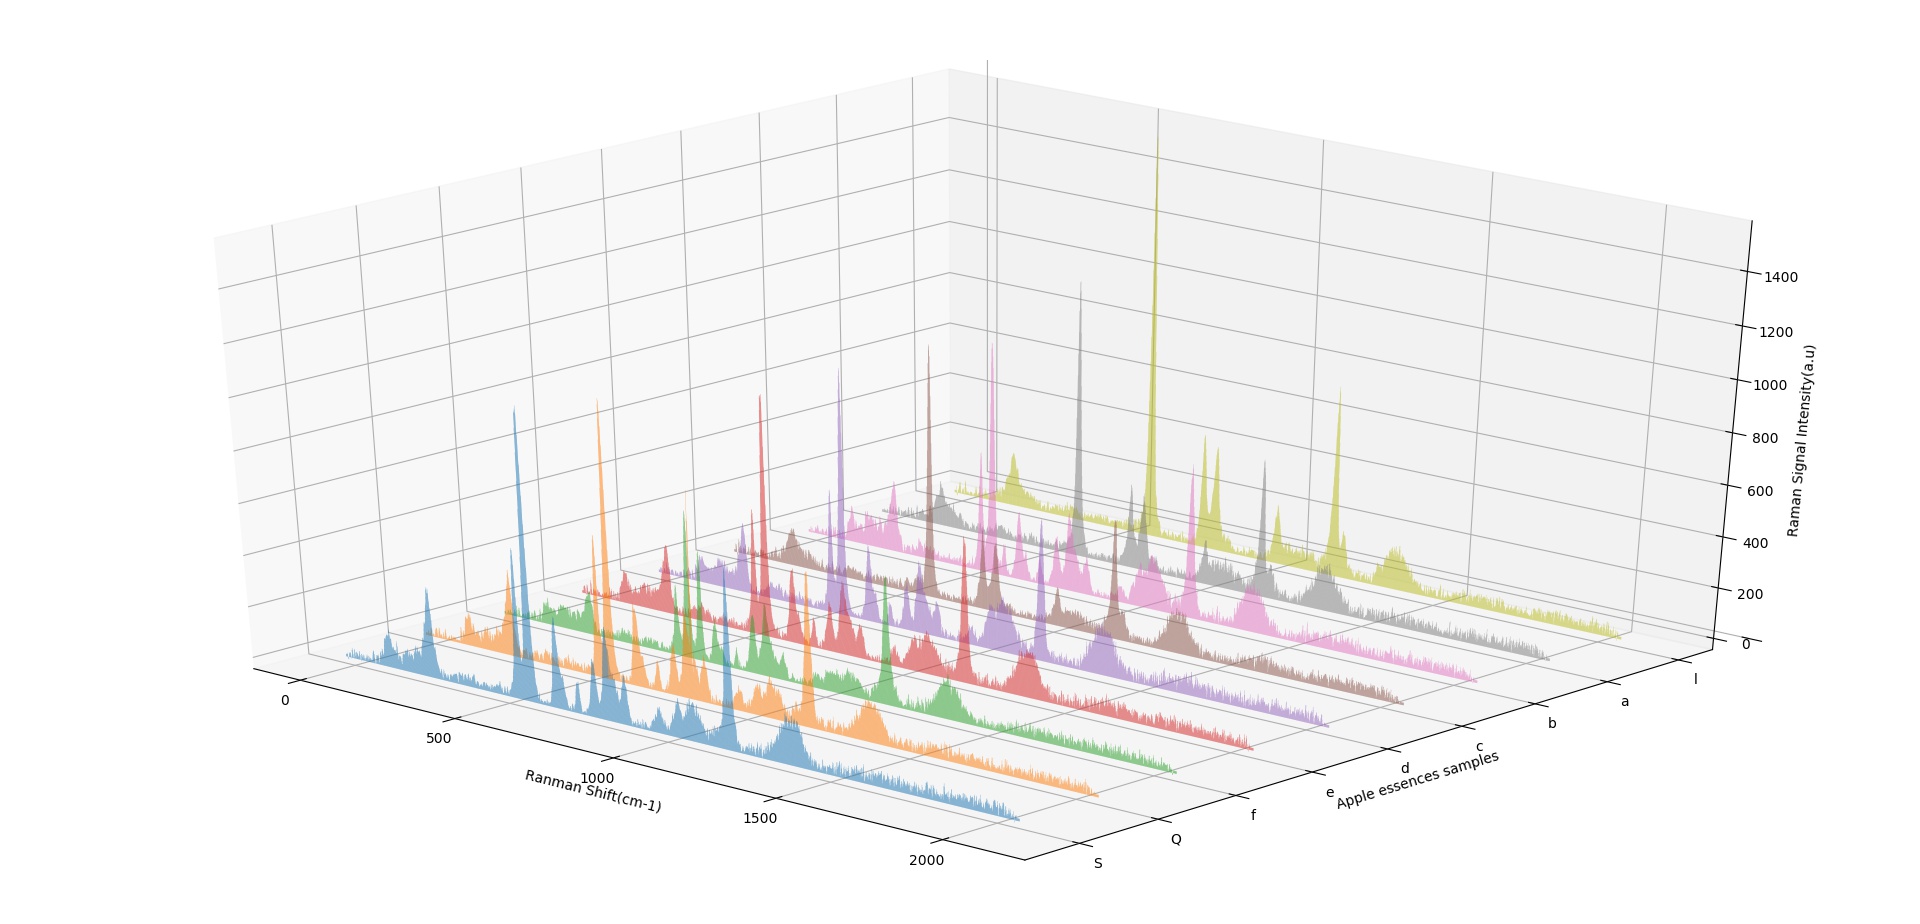 1400
1200
1000
800
600
400
200
0
Raman Signal Intensity(a.u)
0
500
1000
1500
2000
Ranman Shift(cm-1)
S
Q
f
e
d
c
b
a
l
Apple essences samples